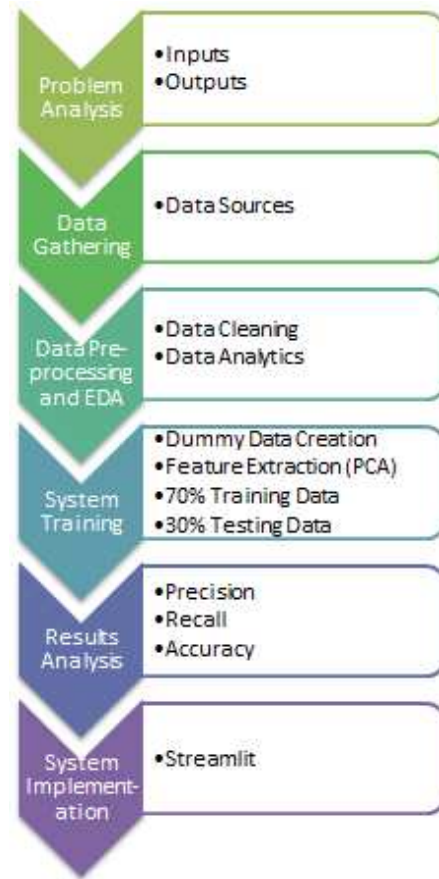 Problem
Analysis
•Inputs
•Outputs
Data
Gathering
•Data Sources
Data Pre-
processing
and EDA
•Data Cleaning
•Data Analytics
System
Training
•Dummy Data Creation
•Feature Extraction (PCA)
•70% Training Data
•30% Testing Data
Results
Analysis
•Precision
•Recall
•Accuracy
System
Implement-
ation
•Streamlit